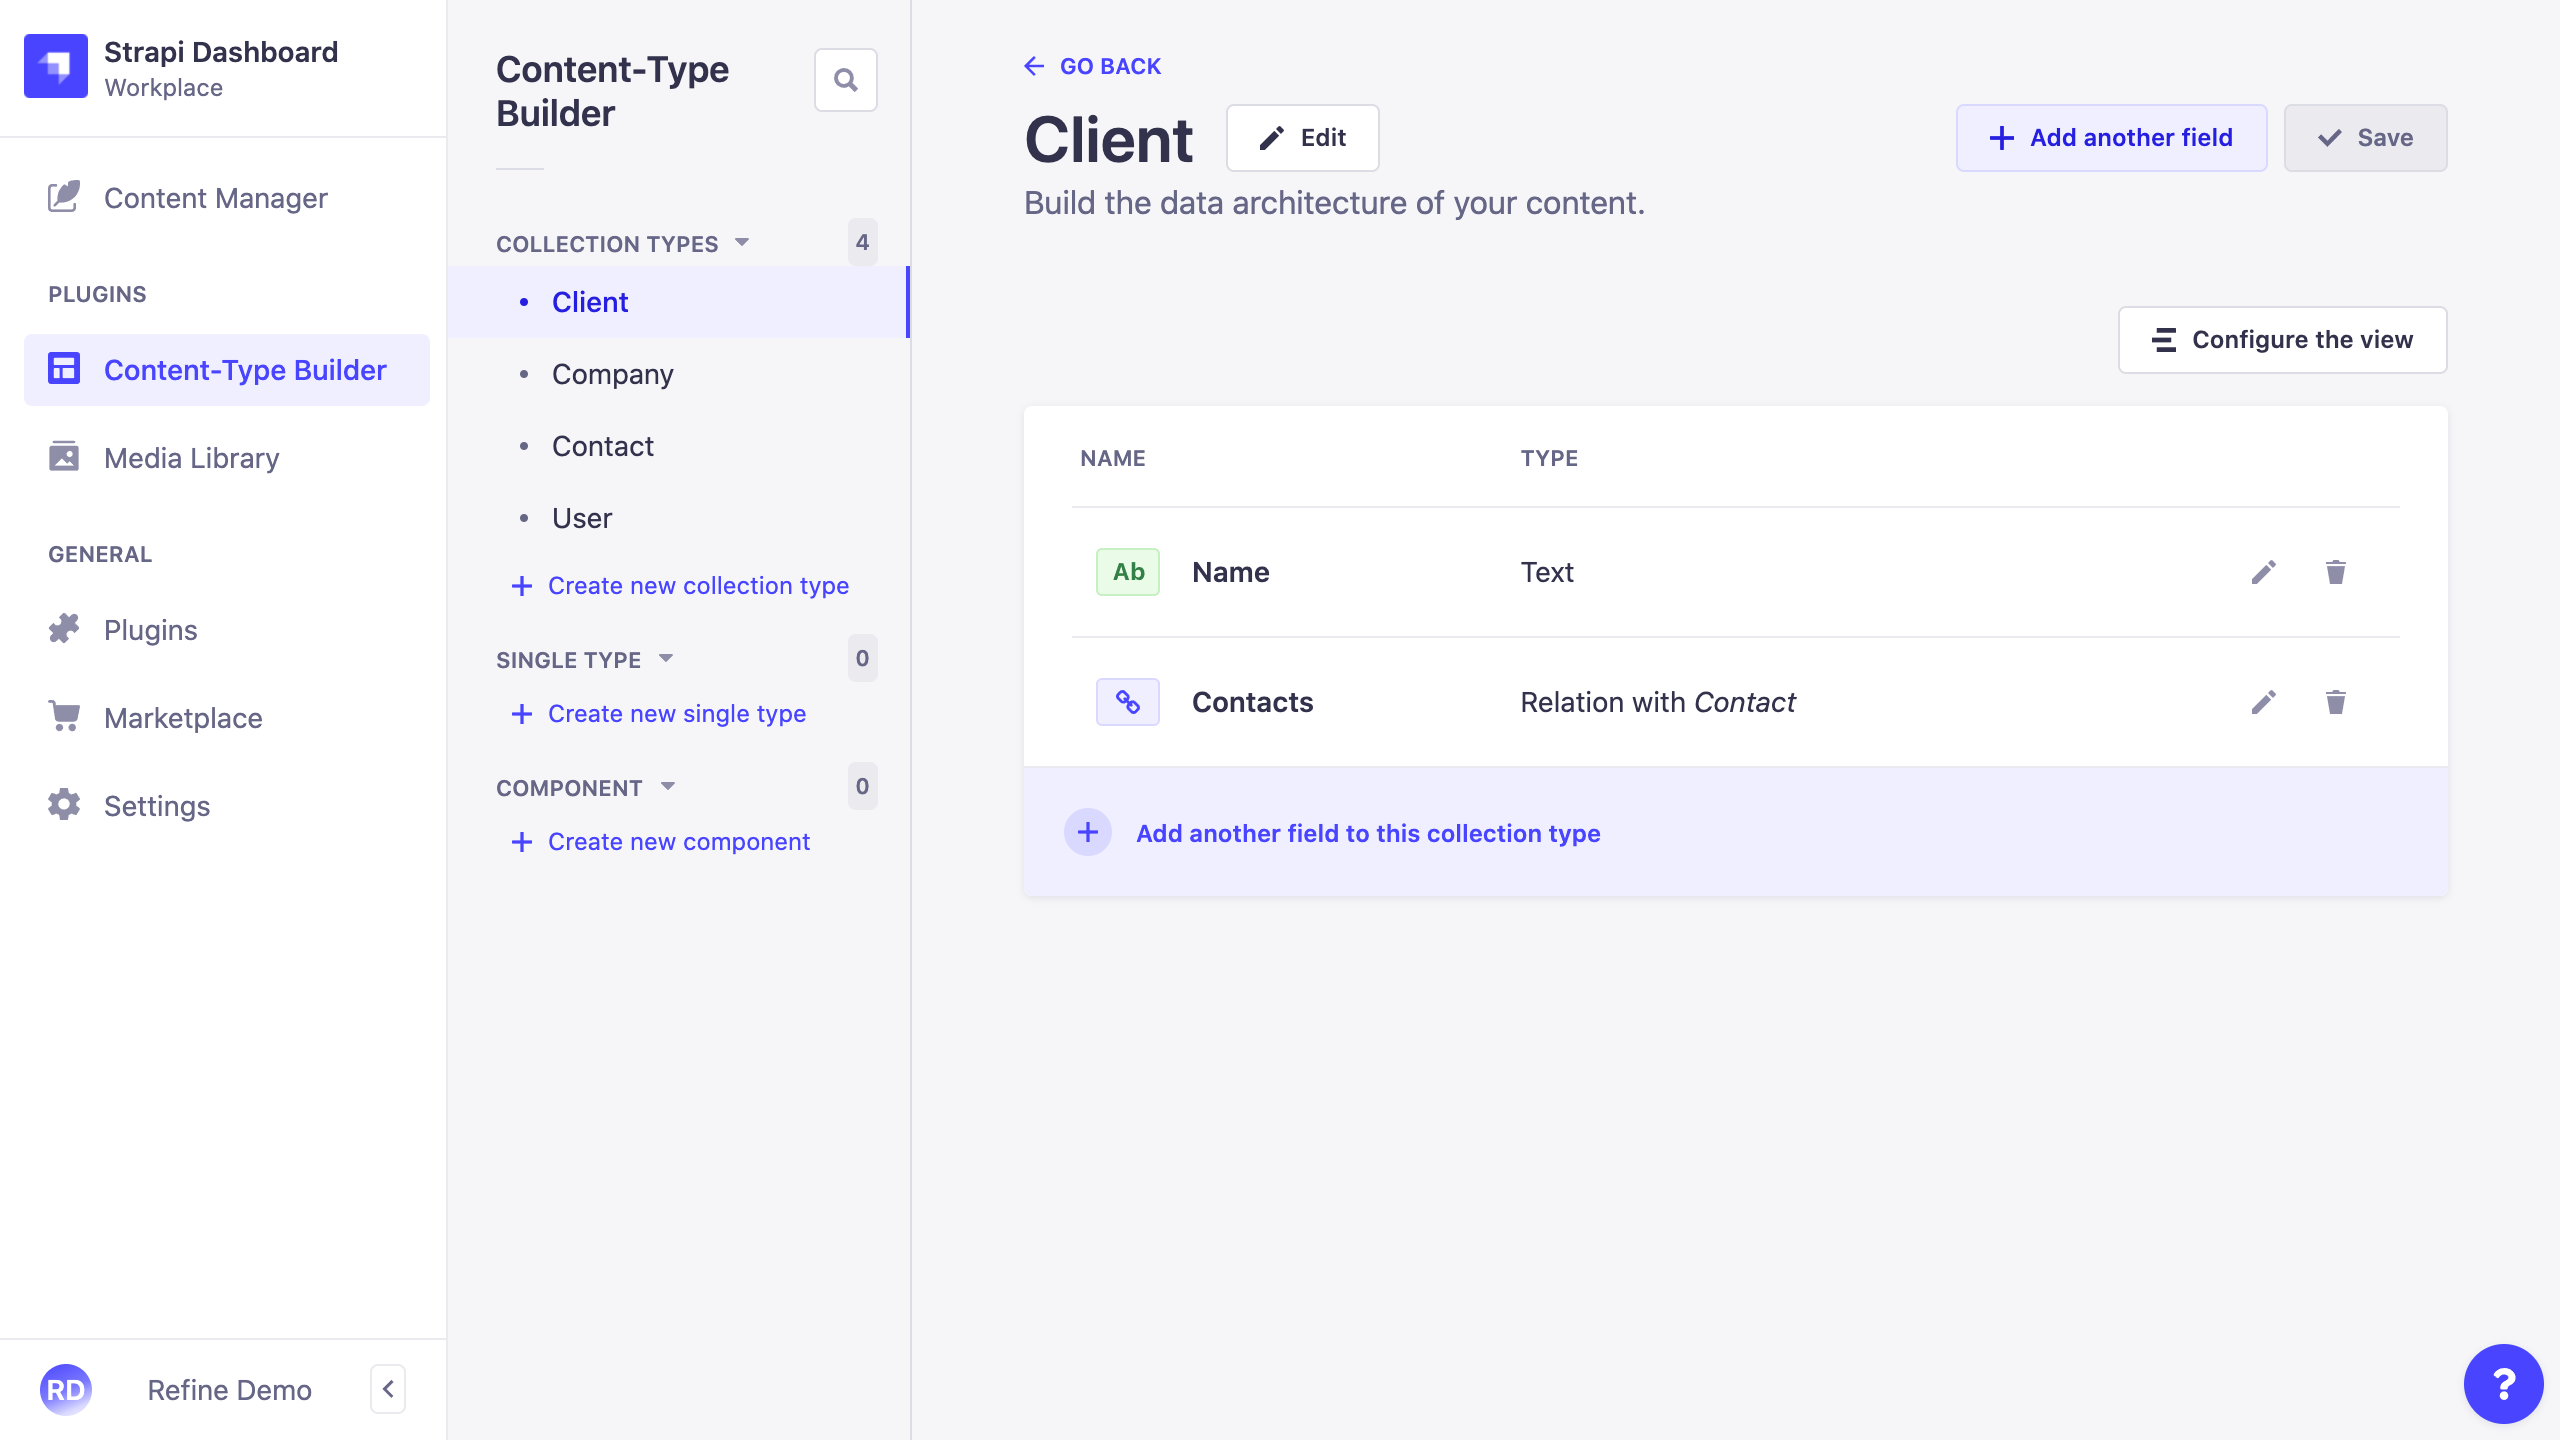 Strapi Dashboard
Workplace
Content Manager
PLUGINS
Content-Type Builder
Media Library
GENERAL
Plugins
Marketplace
Settings
RD
Refine Demo
Content-Type
Builder
COLLECTION TYPES
4
Client
Company
Contact
User
Create new collection type
SINGLE TYPE
0
Create new single type
COMPONENT
0
Create new component
GO BACK
Client
Edit
Add another field
Save
Build the data architecture of your content.
Configure the view
NAME
TYPE
Ab
Name
Text
Contacts
Relation with Contact
Add another field to this collection type
?